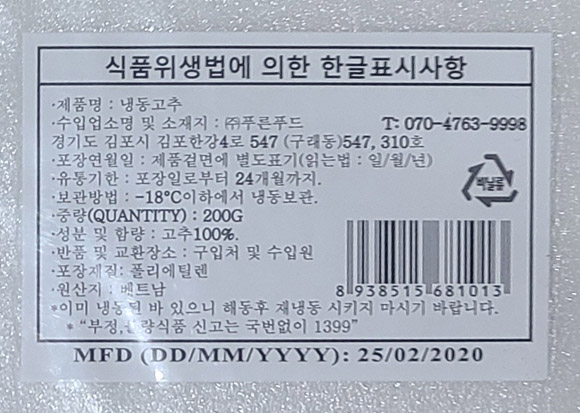 식품위생법에 의한 한글표시사항
·제품명 : 냉동고추
·수입업소명 및 소재지 : ㈜푸른푸드 T: 070-4763-9998
경기도 김포시 김포한강4로 547 (구래동)547, 310호
·포장연월일 : 제품겉면에 별도표기(읽는법 : 일/월/년)
·유통기한 : 포장일로부터 24개월까지.
·보관방법 : -18°C이하에서 냉동보관.
·중량(QUANTITY) : 200G
·성분 및 함량 : 고추100%.
·반품 및 교환장소 : 구입처 및 수입원
·포장재질: 폴리에틸렌
·원산지 : 베트남
비닐류
8 938515 681013
*이미 냉동된 바 있으니 해동후 재냉동 시키지 마시기 바랍니다.
* "부정,불량식품 신고는 국번없이 1399"
MFD (DD/MM/YYYY): 25/02/2020